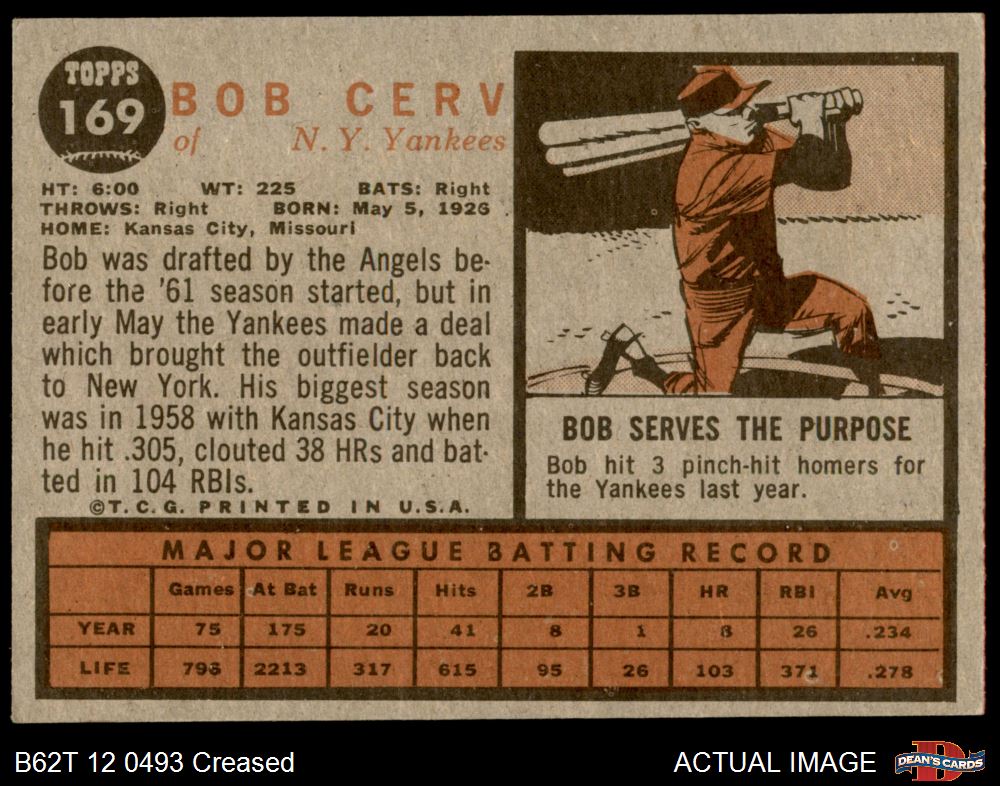 TOPPS
169
BOB CERV
of N. Y. Yankees
HT: 6:00 WT: 225 BATS: Right
THROWS: Right BORN: May 5, 1926
HOME: Kansas City, Missouri
Bob was drafted by the Angels be-
fore the '61 season started, but in
early May the Yankees made a deal
which brought the outfielder back
to New York. His biggest season
was in 1958 with Kansas City when
he hit .305, clouted 38 HRs and bat-
ted in 104 RBIs.
©T.C.G. PRINTED IN U.S.A.
BOB SERVES THE PURPOSE
Bob hit 3 pinch-hit homers for
the Yankees last year.
MAJOR LEAGUE BATTING RECORD
Games At Bat Runs Hits 2B 3B HR RBI Avg
YEAR 75 175 20 41 8 1 26 .234
LIFE 2213 317 615 95 26 103 371 .278
B62T 12 0493 Creased
ACTUAL IMAGE
D
DEAN'S CARDS